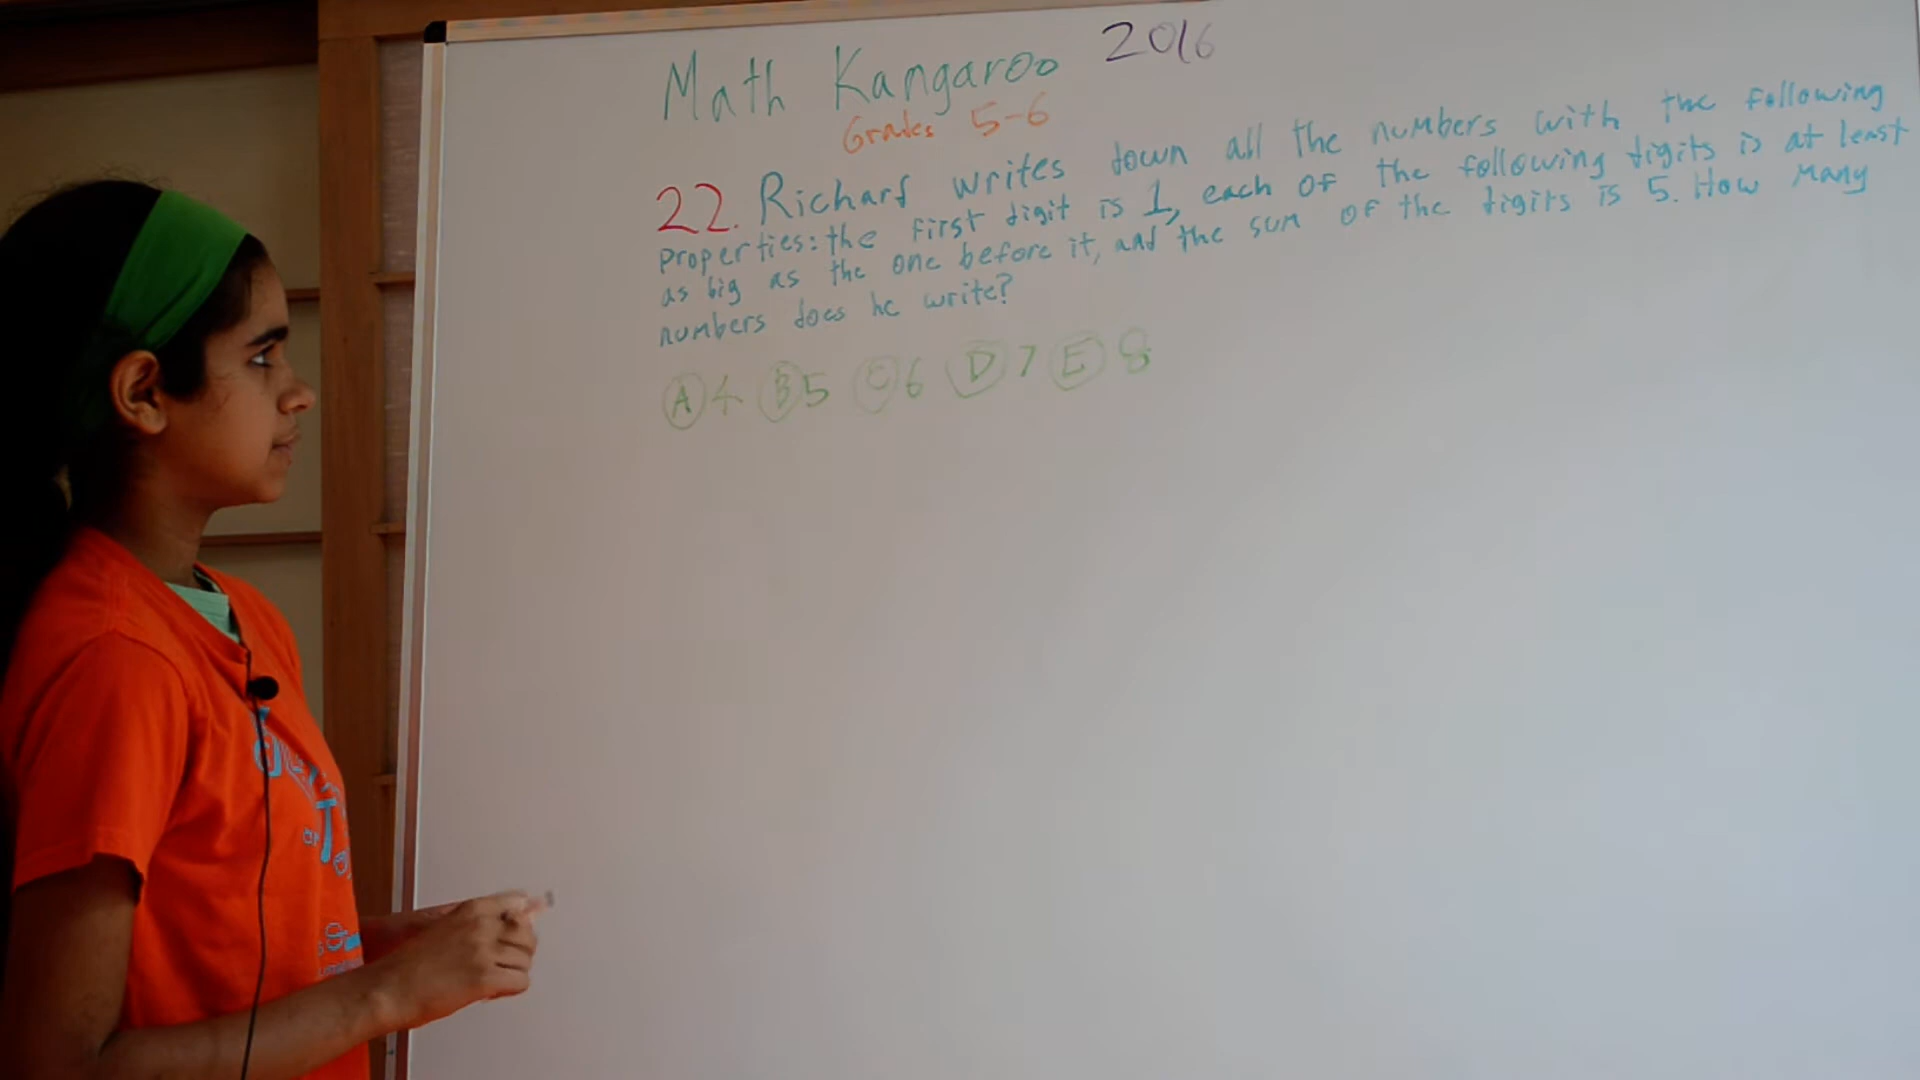 Math Kangaroo 2016
Grades 5-6
22. Richard writes down all the numbers with the following
properties: the first digit is 1, each of the following digits is at least
as big as the one before it, and the sum of the digits is 5. How many
numbers does he write?
A 4 B 5 C 6 D 7 E 8